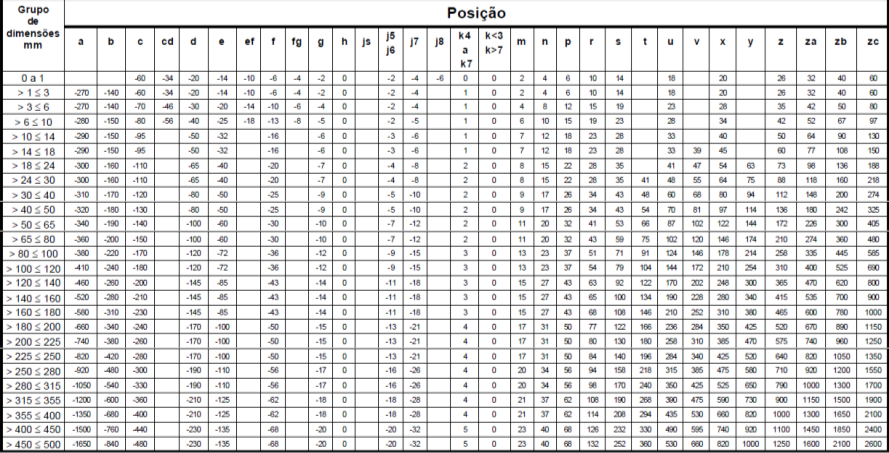 Grupo de dimensões mm Posição
a b c cd d e ef f fg g h js j5 j6 j7 j8 k4 a k7 k<3 k>7 m n p r s t u v x y z za zb zc
0 a 1 -60 -34 -20 -14 -10 -6 -4 -2 0 -2 -4 -6 0 0 2 4 6 10 14 18 20 26 32 40 60
> 1 ≤ 3 -270 -140 -60 -34 -20 -14 -10 -6 -4 -2 0 -2 -4 1 0 2 4 6 10 14 18 20 26 32 40 60
> 3 ≤ 6 -270 -140 -70 -46 -30 -20 -14 -10 -6 -4 0 -2 -4 1 0 4 8 12 15 19 23 28 35 42 50 80
> 6 ≤ 10 -280 -150 -80 -56 -40 -25 -18 -13 -8 -5 0 -2 -5 1 0 6 10 15 19 23 28 34 42 52 67 97
> 10 ≤ 14 -290 -150 -95 -50 -32 -16 -6 0 -3 -6 1 0 7 12 18 23 28 33 40 50 64 90 130
> 14 ≤ 18 -290 -150 -95 -50 -32 -16 -6 0 -3 -6 1 0 7 12 18 23 28 33 39 45 60 77 108 150
> 18 ≤ 24 -300 -160 -110 -65 -40 -20 -7 0 -4 -8 2 0 8 15 22 28 35 41 47 54 63 73 98 136 188
> 24 ≤ 30 -300 -160 -110 -65 -40 -20 -7 0 -4 -8 2 0 8 15 22 28 35 41 48 55 64 75 88 118 160 218
> 30 ≤ 40 -310 -170 -120 -80 -50 -25 -9 0 -5 -10 2 0 9 17 26 34 43 48 60 68 80 94 112 148 200 274
> 40 ≤ 50 -320 -180 -130 -80 -50 -25 -9 0 -5 -10 2 0 9 17 26 34 43 54 70 81 97 114 136 180 242 325
> 50 ≤ 65 -340 -190 -140 -100 -60 -30 -10 0 -7 -12 2 0 11 20 32 41 53 66 87 102 122 144 172 226 300 405
> 65 ≤ 80 -360 -200 -150 -100 -60 -30 -10 0 -7 -12 2 0 11 20 32 43 59 75 102 120 146 174 210 274 360 480
> 80 ≤ 100 -380 -220 -170 -120 -72 -36 -12 0 -9 -15 3 0 13 23 37 51 71 91 124 146 178 214 258 335 445 585
> 100 ≤ 120 -410 -240 -180 -120 -72 -36 -12 0 -9 -15 3 0 13 23 37 54 79 104 144 172 210 254 310 400 525 690
> 120 ≤ 140 -460 -260 -200 -145 -85 -43 -14 0 -11 -18 3 0 15 27 43 63 92 122 170 202 248 300 365 470 620 800
> 140 ≤ 160 -520 -280 -210 -145 -85 -43 -14 0 -11 -18 3 0 15 27 43 65 100 134 190 228 280 340 415 535 700 900
> 160 ≤ 180 -580 -310 -230 -145 -85 -43 -14 0 -11 -18 3 0 15 27 43 68 108 146 210 252 310 380 465 600 780 1000
> 180 ≤ 200 -660 -340 -240 -170 -100 -50 -15 0 -13 -21 4 0 17 31 50 77 122 166 236 284 350 425 520 670 890 1150
> 200 ≤ 225 -740 -380 -260 -170 -100 -50 -15 0 -13 -21 4 0 17 31 50 80 130 180 258 310 385 470 575 740 960 1250
> 225 ≤ 250 -820 -420 -280 -170 -100 -50 -15 0 -13 -21 4 0 17 31 50 84 140 196 284 340 425 520 640 820 1050 1350
> 250 ≤ 280 -920 -480 -300 -190 -110 -56 -17 0 -16 -26 4 0 20 34 56 94 158 218 315 385 475 580 710 920 1200 1550
> 280 ≤ 315 -1050 -540 -330 -190 -110 -56 -17 0 -16 -26 4 0 20 34 56 98 170 240 350 425 525 650 790 1000 1300 1700
> 315 ≤ 355 -1200 -600 -360 -210 -125 -62 -18 0 -18 -28 4 0 21 37 62 108 190 268 390 475 590 730 900 1150 1500 1900
> 355 ≤ 400 -1350 -680 -400 -210 -125 -62 -18 0 -18 -28 4 0 21 37 62 114 208 294 435 530 660 820 1000 1300 1650 2100
> 400 ≤ 450 -1500 -760 -440 -230 -135 -68 -20 0 -20 -32 5 0 23 40 68 126 232 330 490 595 740 920 1100 1450 1850 2400
> 450 ≤ 500 -1650 -840 -480 -230 -135 -68 -20 0 -20 -32 5 0 23 40 68 132 252 360 530 660 820 1000 1250 1600 2100 2600